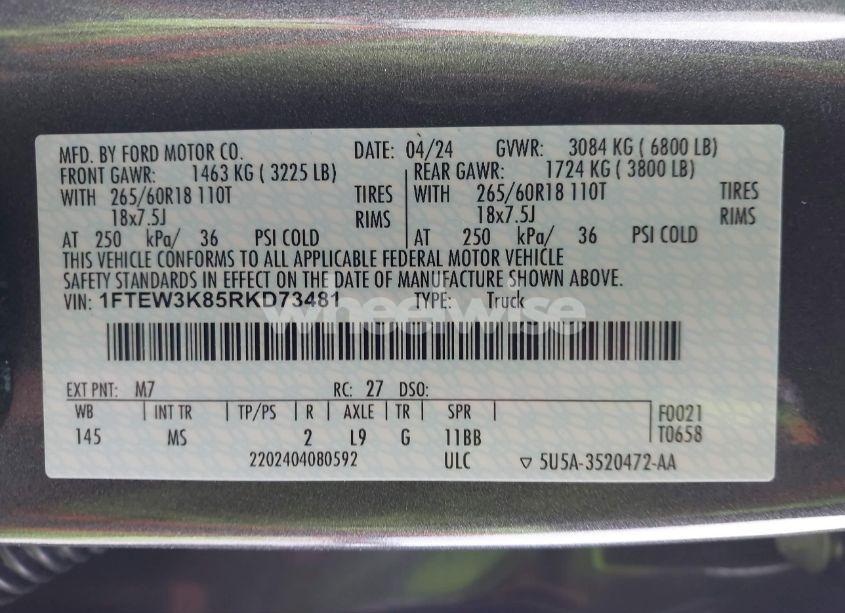 MFD. BY FORD MOTOR CO. DATE: 04/24 GVWR: 3084 KG ( 6800 LB)
FRONT GAWR: 1463 KG ( 3225 LB) REAR GAWR: 1724 KG ( 3800 LB)
WITH 265/60R18 110T TIRES WITH 265/60R18 110T TIRES
18x7.5J RIMS 18x7.5J RIMS
AT 250 kPa/ 36 PSI COLD AT 250 kPa/ 36 PSI COLD
THIS VEHICLE CONFORMS TO ALL APPLICABLE FEDERAL MOTOR VEHICLE
SAFETY STANDARDS IN EFFECT ON THE DATE OF MANUFACTURE SHOWN ABOVE.
VIN: 1FTEW3K85RKD73481 TYPE: Truck
wheelwise
EXT PNT: M7 RC: 27 DSO:
WB INT TR TP/PS R AXLE TR SPR F0021
145 MS 2 L9 G 11BB T0658
2202404080592 ULC ▽ 5U5A-3520472-AA